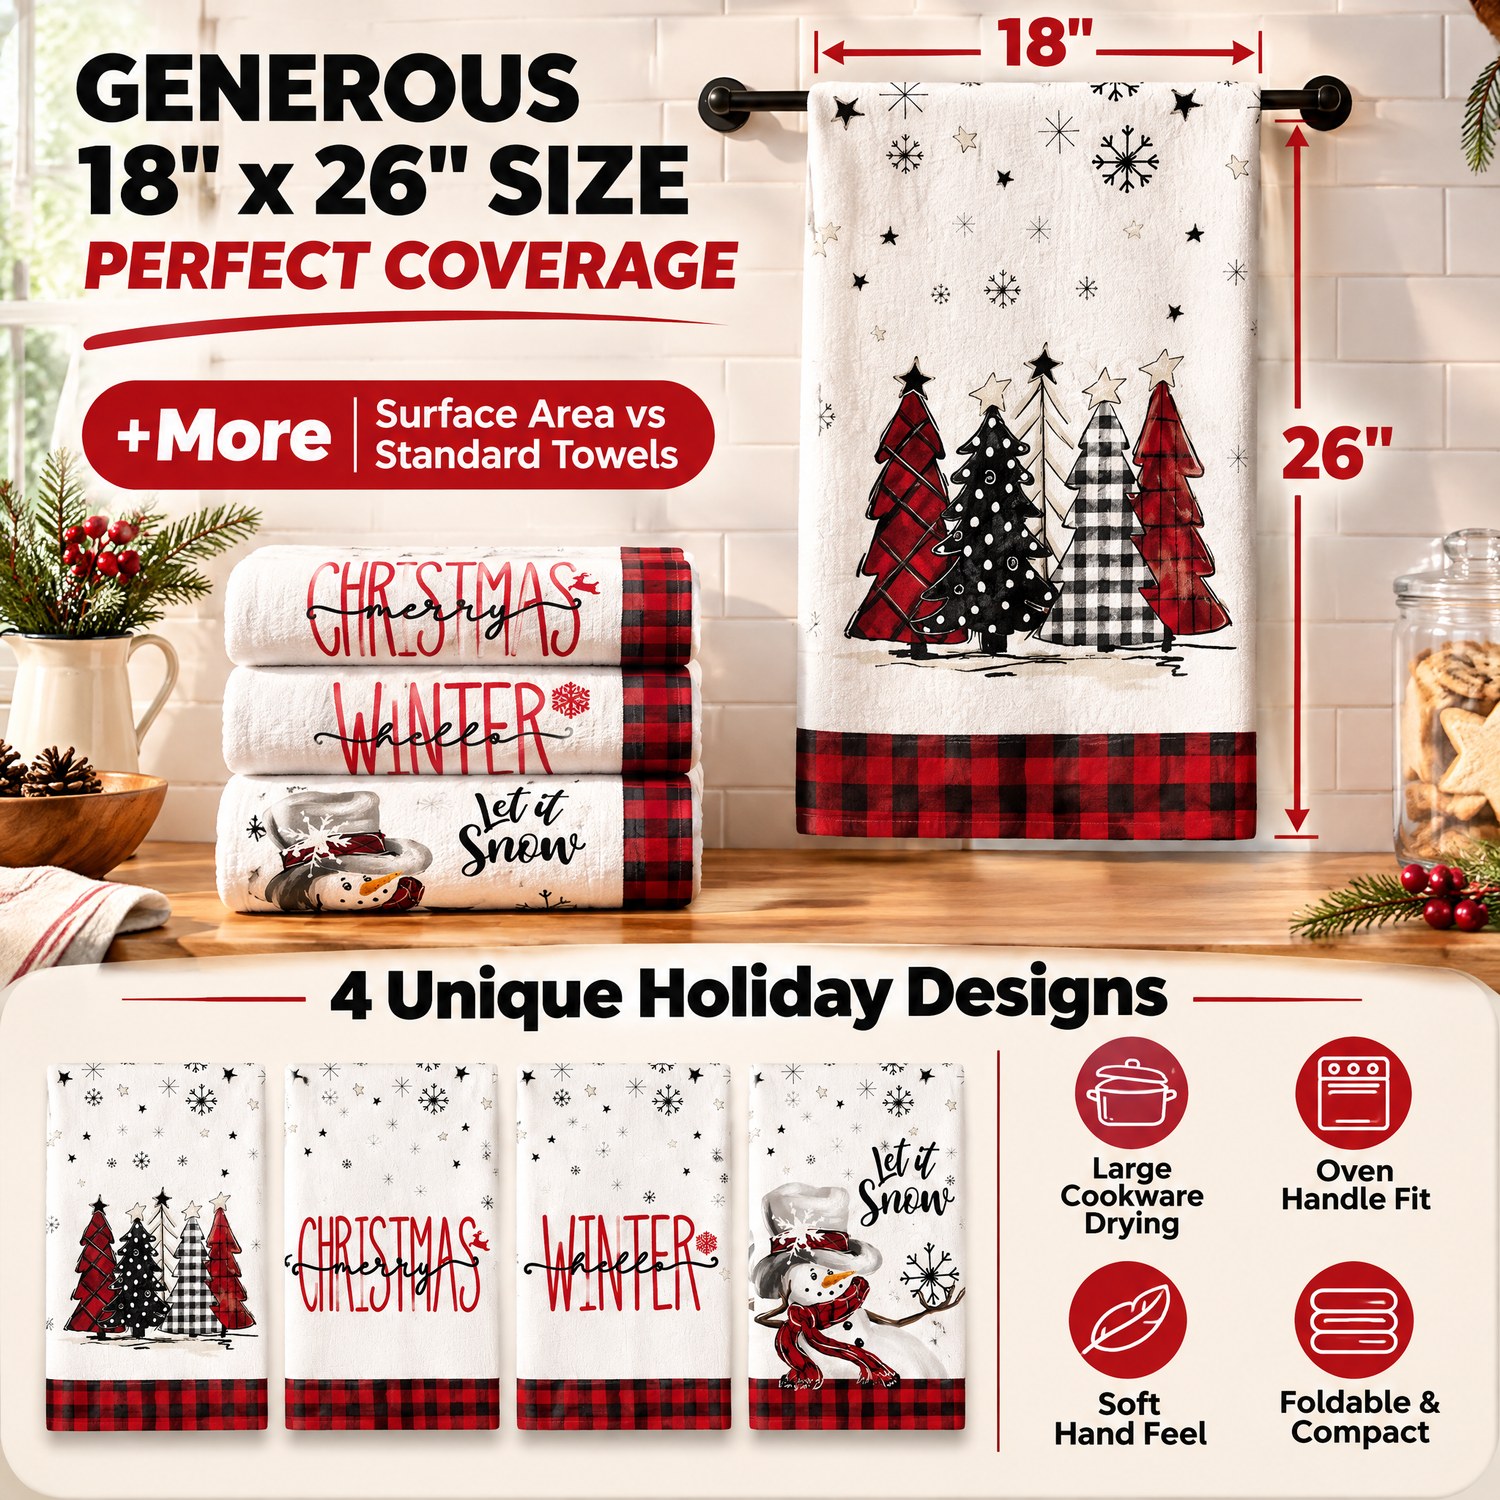 GENEROUS
18" x 26" SIZE
PERFECT COVERAGE
+More
Surface Area vs
Standard Towels
18"
26"
CHRISTMAS
merry
WINTER
hello
Let it
Snow
4 Unique Holiday Designs
CHRISTMAS
merry
WINTER
hello
Let it
Snow
Large
Cookware
Drying
Oven
Handle Fit
Soft
Hand Feel
Foldable &
Compact